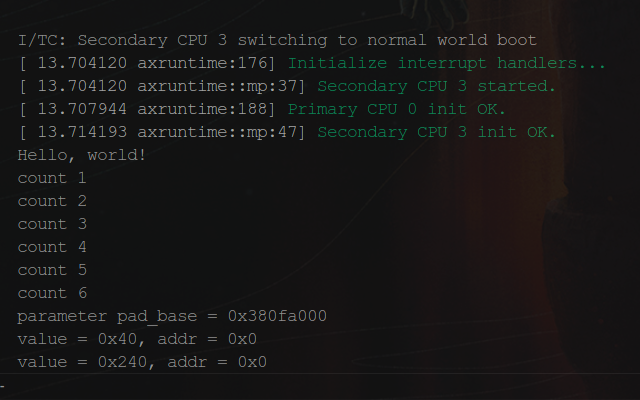 I/TC: Secondary CPU 3 switching to normal world boot
[ 13.704120 axruntime:176] Initialize interrupt handlers...
[ 13.704120 axruntime::mp:37] Secondary CPU 3 started.
[ 13.707944 axruntime:188] Primary CPU 0 init OK.
[ 13.714193 axruntime::mp:47] Secondary CPU 3 init OK.
Hello, world!
count 1
count 2
count 3
count 4
count 5
count 6
parameter pad_base = 0x380fa000
value = 0x40, addr = 0x0
value = 0x240, addr = 0x0